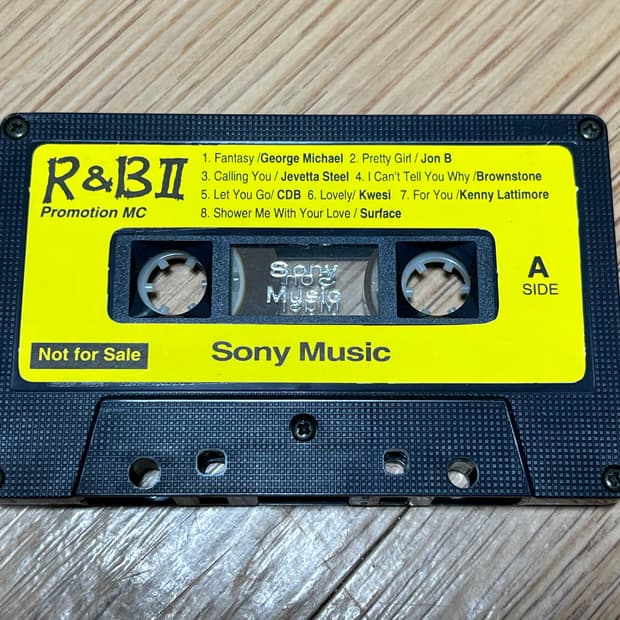 R&B II
Promotion MC
1. Fantasy /George Michael 2. Pretty Girl / Jon B
3. Calling You / Jevetta Steel 4. I Can't Tell You Why /Brownstone
5. Let You Go/ CDB 6. Lovely/ Kwesi 7. For You /Kenny Lattimore
8. Shower Me With Your Love / Surface
Sony
Music
A
SIDE
Not for Sale
Sony Music